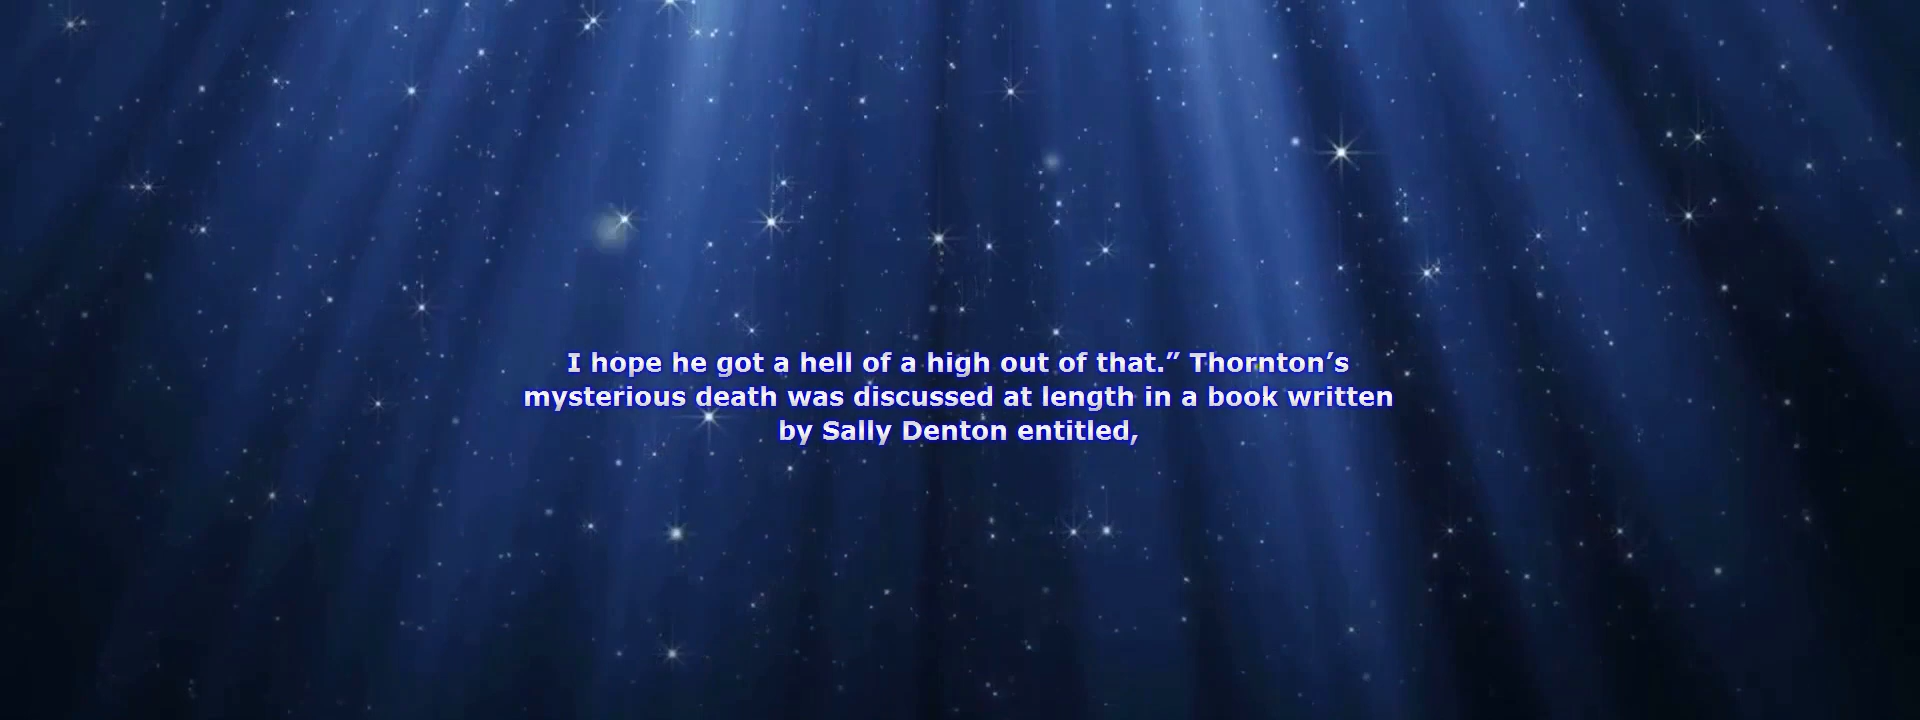 I hope he got a hell of a high out of that.” Thornton’s
mysterious death was discussed at length in a book written
by Sally Denton entitled,